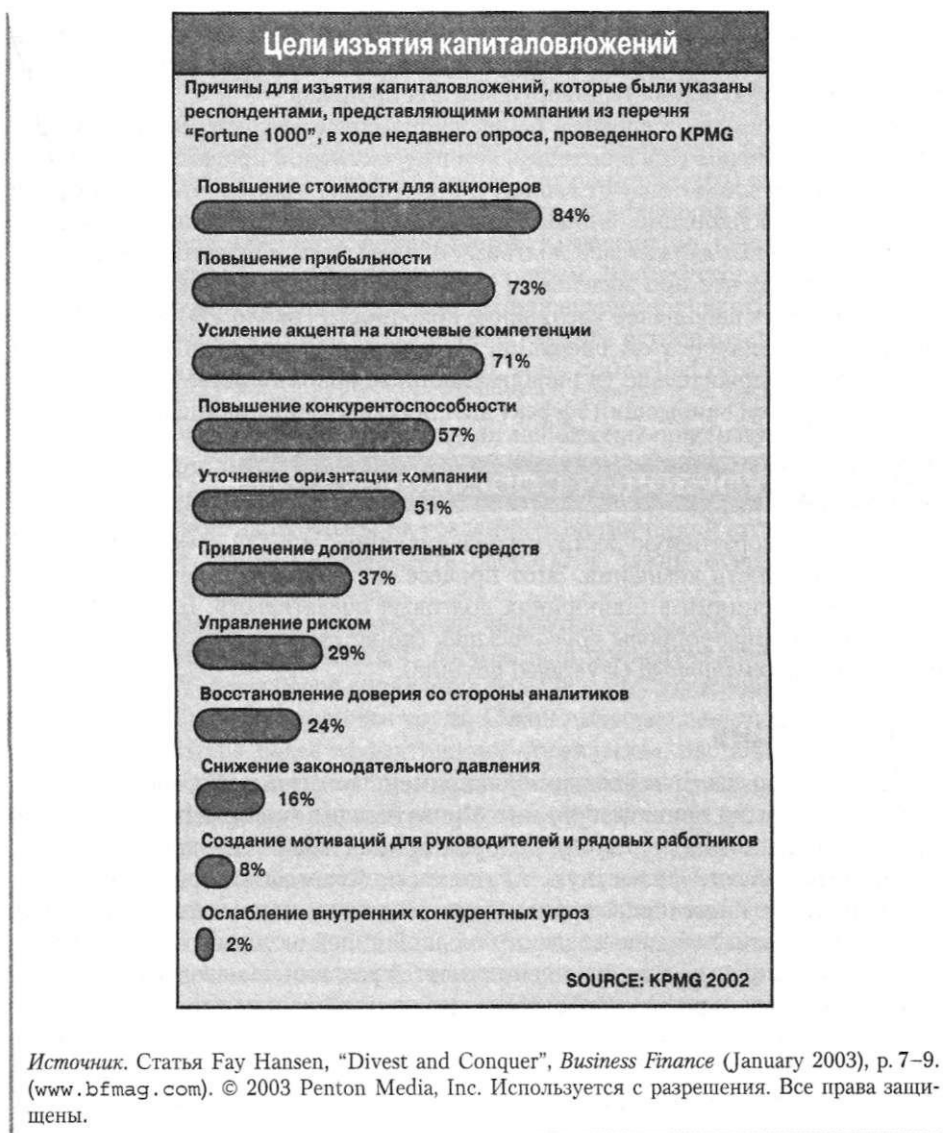 Цели изъятия капиталовложений
Причины для изъятия капиталовложений, которые были указаны
респондентами, представляющими компании из перечня
“Fortune 1000”, в ходе недавнего опроса, проведенного KPMG
Повышение стоимости для акционеров
84%
Повышение прибыльности
73%
Усиление акцента на ключевые компетенции
71%
Повышение конкурентоспособности
57%
Уточнение ориэнтации компании
51%
Привлечение дополнительных средств
37%
Управление риском
29%
Восстановление доверия со стороны аналитиков
24%
Снижение законодательного давления
16%
Создание мотиваций для руководителей и рядовых работников
8%
Ослабление внутренних конкурентных угроз
2%
SOURCE: KPMG 2002
Источник. Статья Fay Hansen, “Divest and Conquer”, Business Finance (January 2003), p. 7–9.
(www.bfmag.com). © 2003 Penton Media, Inc. Используется с разрешения. Все права защи-
щены.